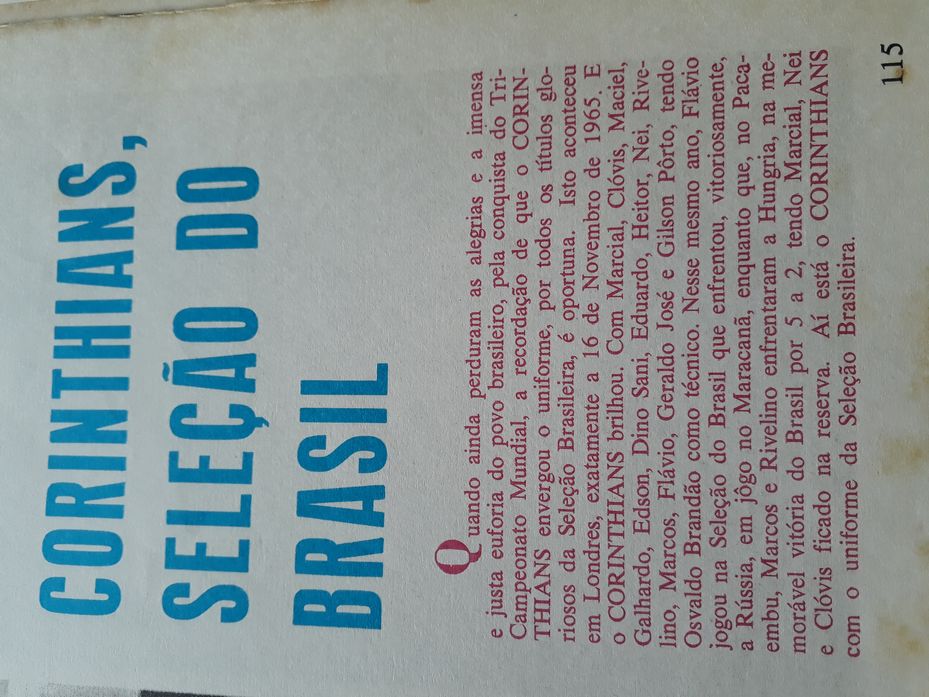 CORINTHIANS,
SELEÇÃO DO
BRASIL
Quando ainda perduram as alegrias e a imensa
e justa euforia do povo brasileiro, pela conquista do Tri-
Campeonato Mundial, a recordação de que o CORIN-
THIANS envergou o uniforme, por todos os títulos glo-
riosos da Seleção Brasileira, é oportuna. Isto aconteceu
em Londres, exatamente a 16 de Novembro de 1965. E
o CORINTHIANS brilhou. Com Marcial, Clóvis, Maciel,
Galhardo, Edson, Dino Sani, Eduardo, Heitor, Nei, Rive-
lino, Marcos, Flávio, Geraldo José e Gilson Pôrto, tendo
Osvaldo Brandão como técnico. Nesse mesmo ano, Flávio
jogou na Seleção do Brasil que enfrentou, vitoriosamente,
a Rússia, em jôgo no Maracanã, enquanto que, no Paca-
embu, Marcos e Rivelino enfrentaram a Hungria, na me-
morável vitória do Brasil por 5 a 2, tendo Marcial, Nei
e Clóvis ficado na reserva. Aí está o CORINTHIANS
com o uniforme da Seleção Brasileira.
115